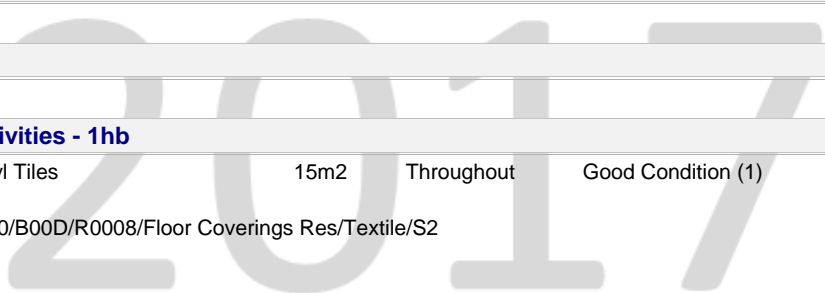 2017
ivities - 1hb
yl Tiles 15m2 Throughout Good Condition (1)
0/B00D/R0008/Floor Coverings Res/Textile/S2